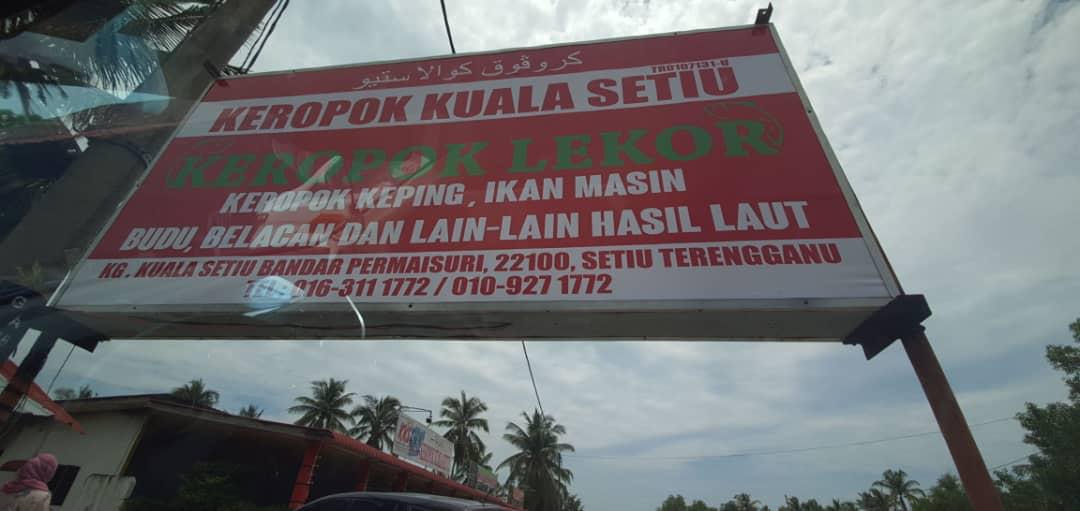 كروڤوق كوالا ستيو
TR0107131-U
KEROPOK KUALA SETIU
KEROPOK LEKOR
KEROPOK KEPING, IKAN MASIN
BUDU, BELACAN DAN LAIN-LAIN HASIL LAUT
KG. KUALA SETIU BANDAR PERMAISURI, 22100, SETIU TERENGGANU
TEL: 016-311 1772 / 010-927 1772